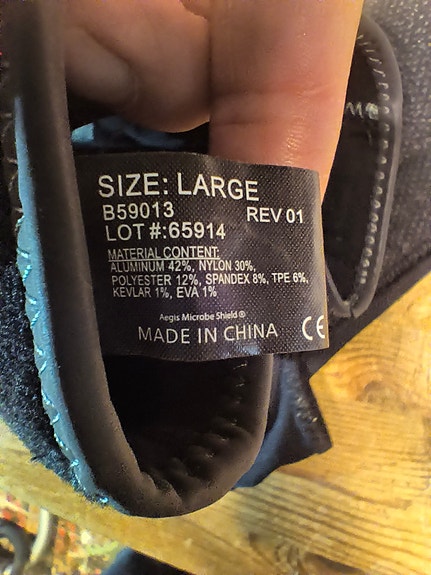 SIZE: LARGE
B59013 REV 01
LOT #:65914
MATERIAL CONTENT:
ALUMINUM 42%, NYLON 30%,
POLYESTER 12%, SPANDEX 8%, TPE 6%,
KEVLAR 1%, EVA 1%
Aegis Microbe Shield®
MADE IN CHINA CE